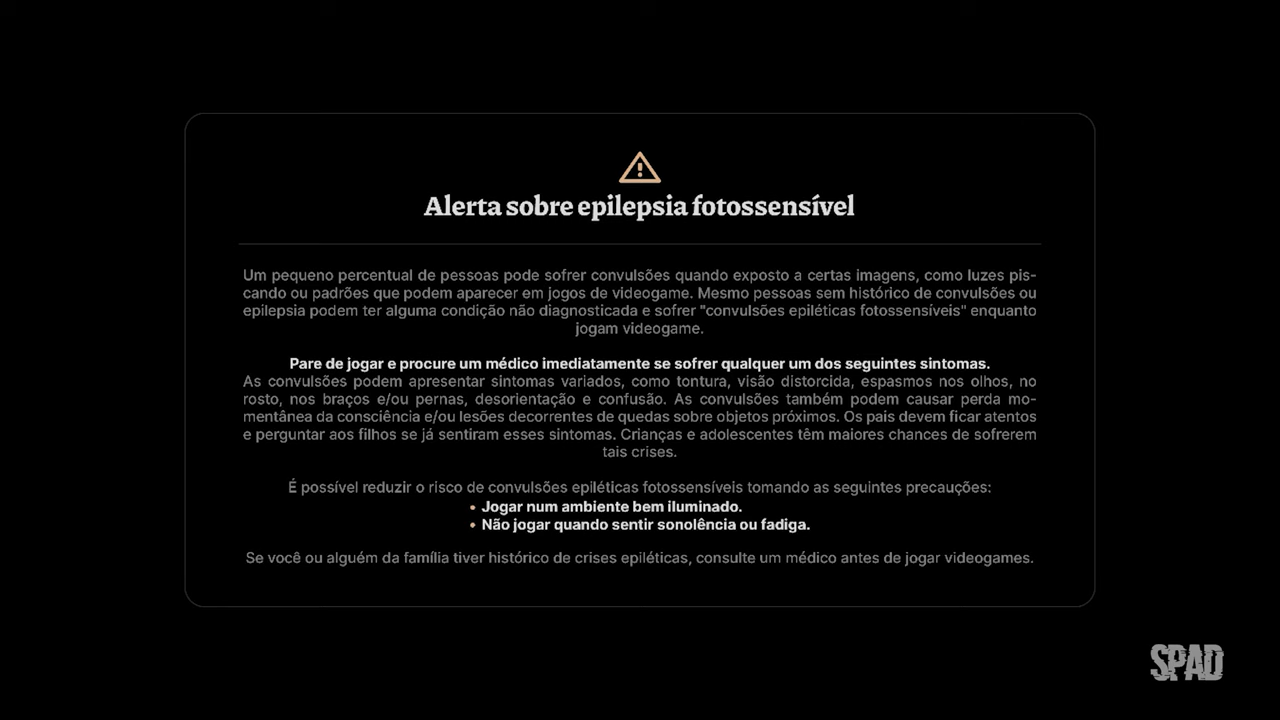 Alerta sobre epilepsia fotossensível
Um pequeno percentual de pessoas pode sofrer convulsões quando exposto a certas imagens, como luzes pis-
cando ou padrões que podem aparecer em jogos de videogame. Mesmo pessoas sem histórico de convulsões ou
epilepsia podem ter alguma condição não diagnosticada e sofrer "convulsões epiléticas fotossensíveis" enquanto
jogam videogame.
Pare de jogar e procure um médico imediatamente se sofrer qualquer um dos seguintes sintomas.
As convulsões podem apresentar sintomas variados, como tontura, visão distorcida, espasmos nos olhos, no
rosto, nos braços e/ou pernas, desorientação e confusão. As convulsões também podem causar perda mo-
mentânea da consciência e/ou lesões decorrentes de quedas sobre objetos próximos. Os pais devem ficar atentos
e perguntar aos filhos se já sentiram esses sintomas. Crianças e adolescentes têm maiores chances de sofrerem
tais crises.
É possível reduzir o risco de convulsões epiléticas fotossensíveis tomando as seguintes precauções:
• Jogar num ambiente bem iluminado.
• Não jogar quando sentir sonolência ou fadiga.
Se você ou alguém da família tiver histórico de crises epiléticas, consulte um médico antes de jogar videogames.
SPAD